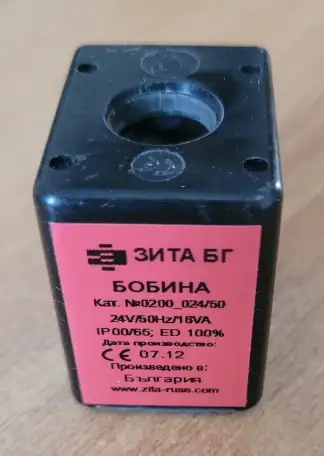 ЗИТА БГ
БОБИНА
Кат. №0200_024/50
24V/50Hz/16VA
IP00/65; ED 100%
Дата производство:
CE 07.12
Произведено в:
България
www.zita-ruse.com